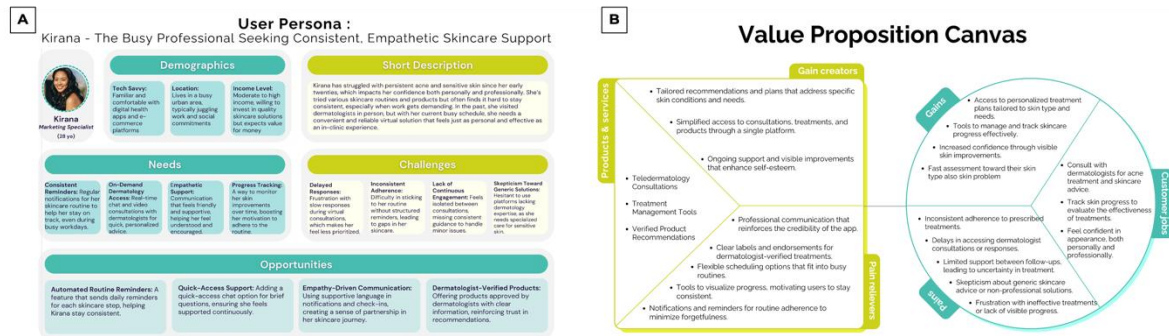 A
User Persona :
Kirana - The Busy Professional Seeking Consistent, Empathetic Skincare Support
Kirana
Marketing Specialist
(28 yo)
Demographics
Tech Savvy:
Familiar and
comfortable with
digital health
apps and e-
commerce
platforms
Location:
Lives in a busy
urban area,
typically juggling
work and social
commitments
Income Level:
Moderate to high
income, willing to
invest in quality
skincare solutions
but expects value
for money
Short Description
Kirana has struggled with persistent acne and sensitive skin since her early
twenties, which impacts her confidence both personally and professionally. She's
tried various skincare routines and products but often finds it hard to stay
consistent, especially when work gets demanding. In the past, she visited
dermatologists in person, but with her current busy schedule, she needs a
convenient and reliable virtual solution that feels just as personal and effective as
an in-clinic experience.
Needs
Consistent
Reminders: Regular
notifications for
her skincare routine
to help her stay on
track, even during
busy workdays.
On-Demand
Dermatology
Access: Real-time
chat and video
consultations with
dermatologists for
quick, personalized
advice.
Empathetic
Support:
Communication
that feels friendly
and supportive,
helping her feel
understood and
encouraged.
Progress Tracking:
A way to monitor
her skin
improvements
over time, boosting
her motivation to
adhere to the
routine.
Challenges
Delayed
Responses:
Frustration with
slow responses
during virtual
consultations,
which makes her
feel less prioritized.
Inconsistent
Adherence:
Difficulty in sticking
to her routine
without structured
reminders, leading
to gaps in her
skincare.
Lack of
Continuous
Engagement: Feels
isolated between
consultations,
missing consistent
guidance to handle
minor issues.
Skepticism Toward
Generic Solutions:
Hesitant to use
platforms lacking
dermatology
expertise, as she
needs specialized
care for sensitive
skin.
Opportunities
Automated Routine Reminders: A
feature that sends daily reminders
for each skincare step, helping
Kirana stay consistent.
Quick-Access Support: Adding a
quick-access chat option for brief
questions, ensuring she feels
supported continuously.
Empathy-Driven Communication:
Using supportive language in
notifications and check-ins,
creating a sense of partnership in
her skincare journey.
Dermatologist-Verified Products:
Offering products approved by
dermatologists with clear
information, reinforcing trust in
recommendations.
B
Value Proposition Canvas
Products & services
Gain creators
• Tailored recommendations and plans that address specific
skin conditions and needs.
• Simplified access to consultations, treatments, and
products through a single platform.
• Ongoing support and visible improvements
that enhance self-esteem.
• Teledermatology
Consultations
• Treatment
Management Tools
• Verified Product
Recommendations
• Professional communication that
reinforces the credibility of the app.
• Clear labels and endorsements for
dermatologist-verified treatments.
• Flexible scheduling options that fit into busy
routines.
• Tools to visualize progress, motivating users to
stay consistent.
• Notifications and reminders for routine adherence to
minimize forgetfulness.
Pain relievers
Gains
• Access to personalized treatment
plans tailored to skin type and
needs.
• Tools to manage and track skincare
progress effectively.
• Increased confidence through visible
skin improvements.
• Fast assessment toward their skin
type also skin problem
Customer jobs
• Consult with
dermatologists for acne
treatment and skincare
advice.
• Track skin progress to
evaluate the effectiveness
of treatments.
• Feel confident in
appearance, both
personally and
professionally.
Pains
• Inconsistent adherence to prescribed
treatments.
• Delays in accessing dermatologist
consultations or responses.
• Limited support between follow-ups,
leading to uncertainty in treatment.
• Skepticism about generic skincare
advice or non-professional solutions.
• Frustration with ineffective treatments
or lack of visible progress.